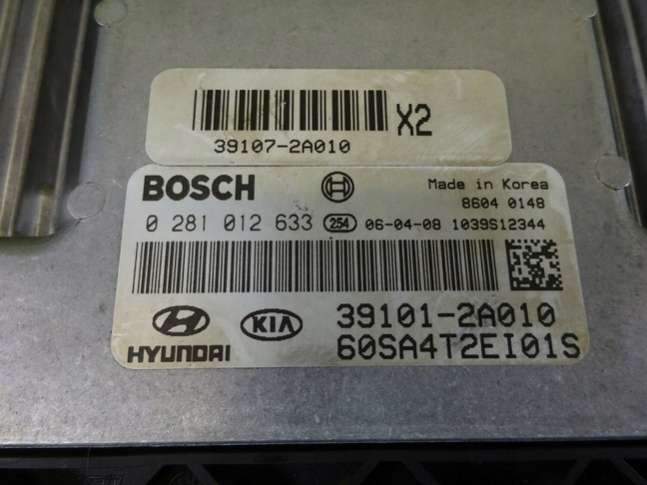 39107-2A010 X2
BOSCH Made in Korea
8604 0148
0 281 012 633 254 06-04-08 1039S12344
HYUNDAI KIA 39101-2A010
60SA4T2EI01S